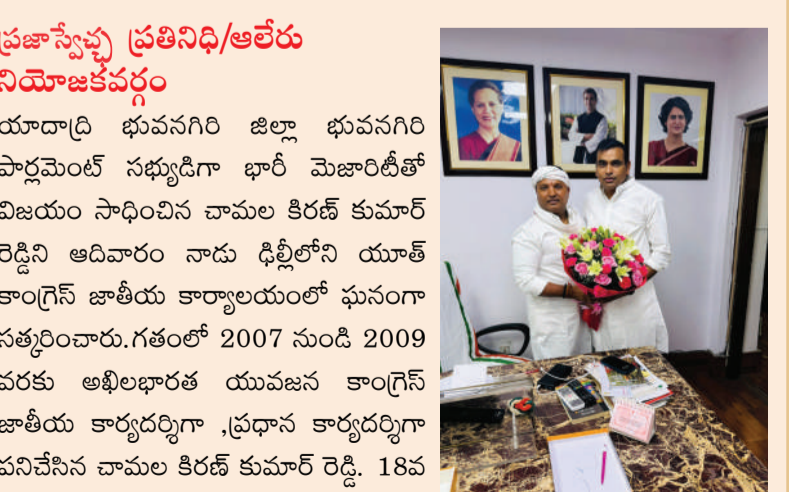 ప్రజాస్వేచ్ఛ ప్రతినిధి/ఆలేరు
నియోజకవర్గం
యాదాద్రి భువనగిరి జిల్లా భువనగిరి
పార్లమెంట్ సభ్యుడిగా భారీ మెజారిటీతో
విజయం సాధించిన చామల కిరణ్ కుమార్
రెడ్డిని ఆదివారం నాడు ఢిల్లీలోని యూత్
కాంగ్రెస్ జాతీయ కార్యాలయంలో ఘనంగా
సత్కరించారు.గతంలో 2007 నుండి 2009
వరకు అఖిలభారత యువజన కాంగ్రెస్
జాతీయ కార్యదర్శిగా ,ప్రధాన కార్యదర్శిగా
పనిచేసిన చామల కిరణ్ కుమార్ రెడ్డి. 18వ